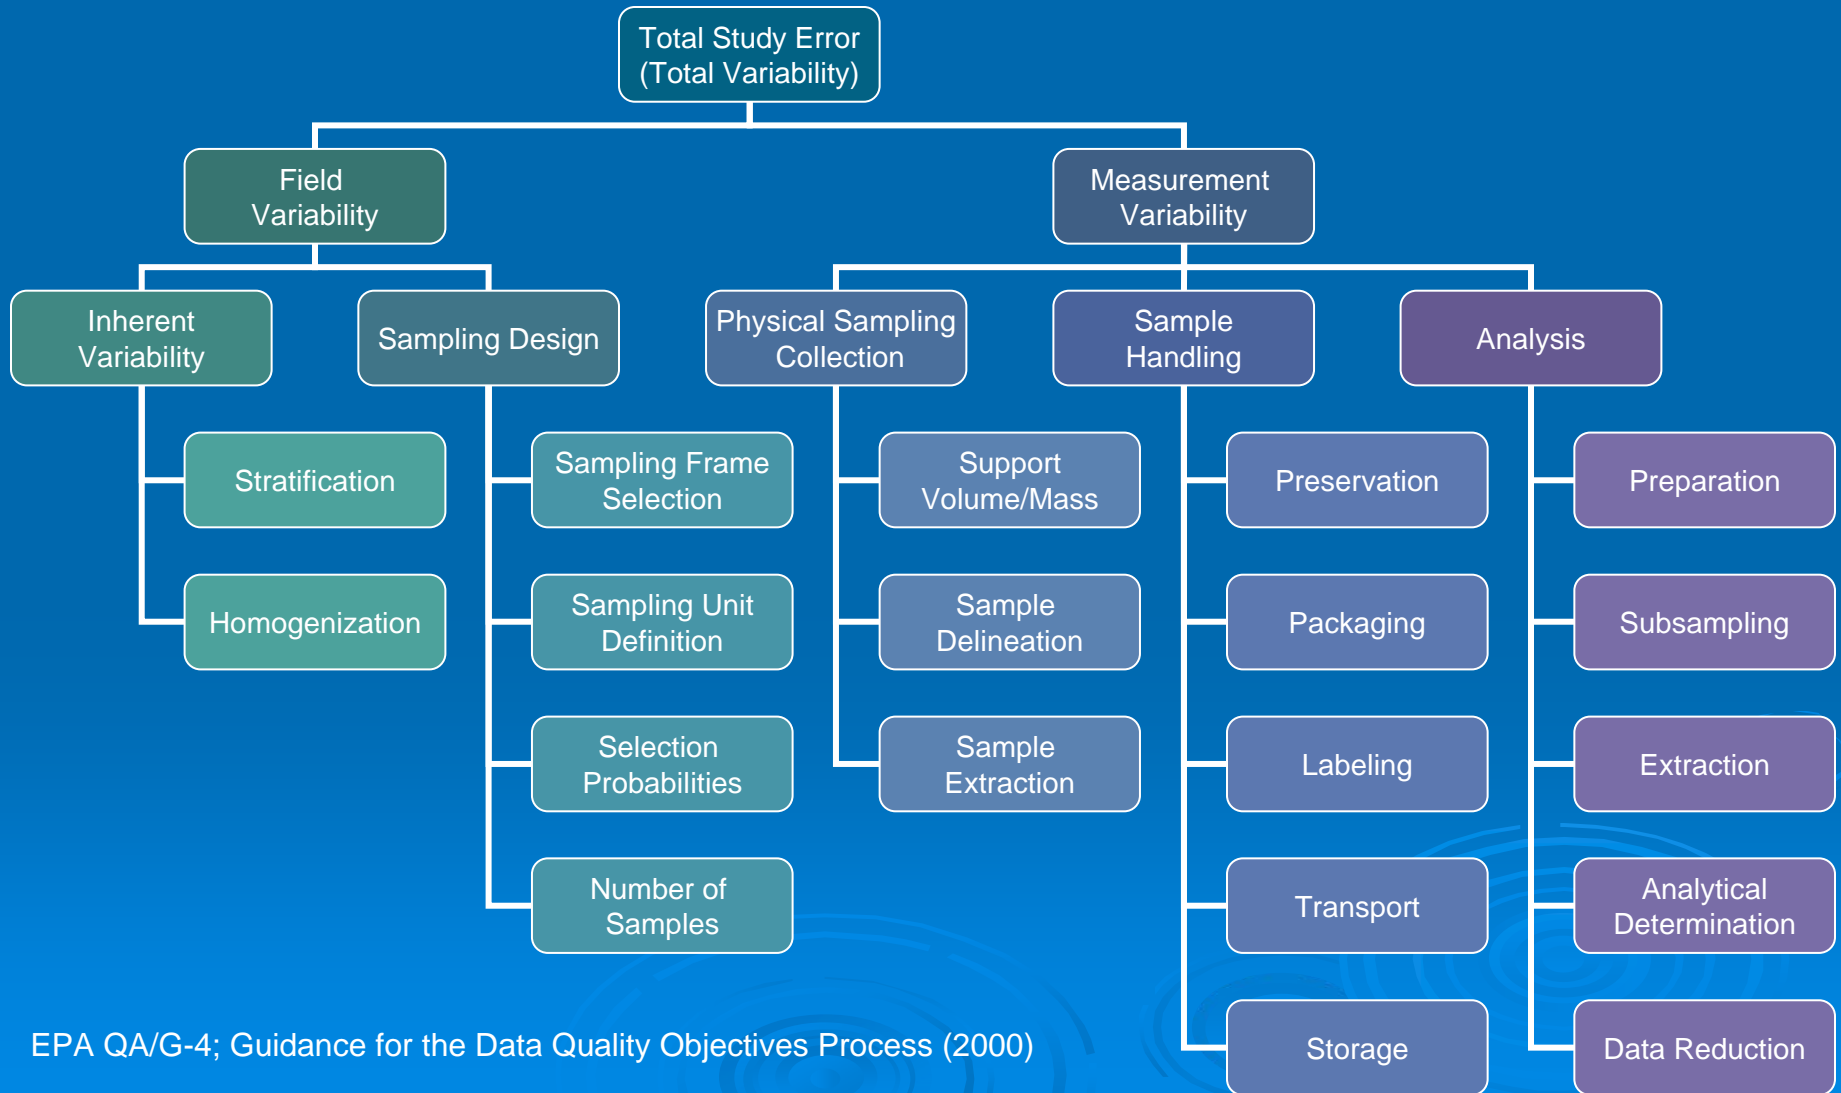 Total Study Error
(Total Variability)
Field
Variability
Measurement
Variability
Inherent
Variability
Sampling Design
Physical Sampling
Collection
Sample
Handling
Analysis
Stratification
Homogenization
Sampling Frame
Selection
Sampling Unit
Definition
Selection
Probabilities
Number of
Samples
Support
Volume/Mass
Sample
Delineation
Sample
Extraction
Preservation
Packaging
Labeling
Transport
Storage
Preparation
Subsampling
Extraction
Analytical
Determination
Data Reduction
EPA QA/G-4; Guidance for the Data Quality Objectives Process (2000)